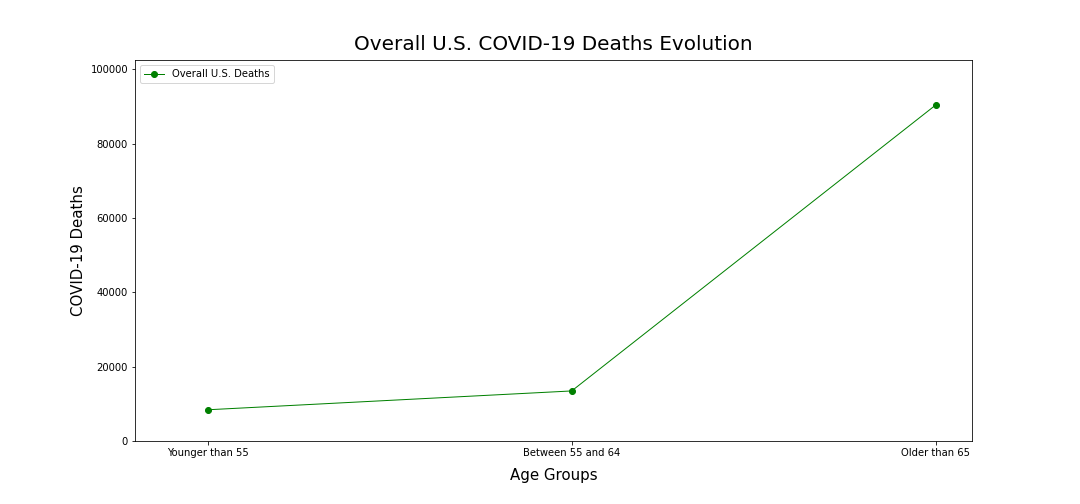 Overall U.S. COVID-19 Deaths Evolution
Overall U.S. Deaths
100000
80000
60000
40000
20000
0
COVID-19 Deaths
Younger than 55
Between 55 and 64
Older than 65
Age Groups